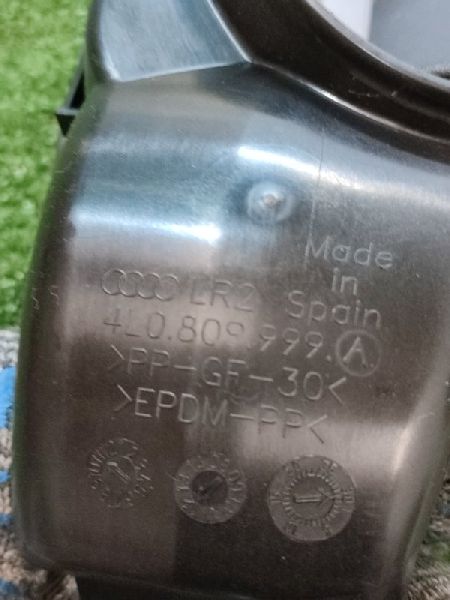 Made
in
Spain
LR2
4L0.809.999.A
>PP-GF-30<
>EPDM-PP<